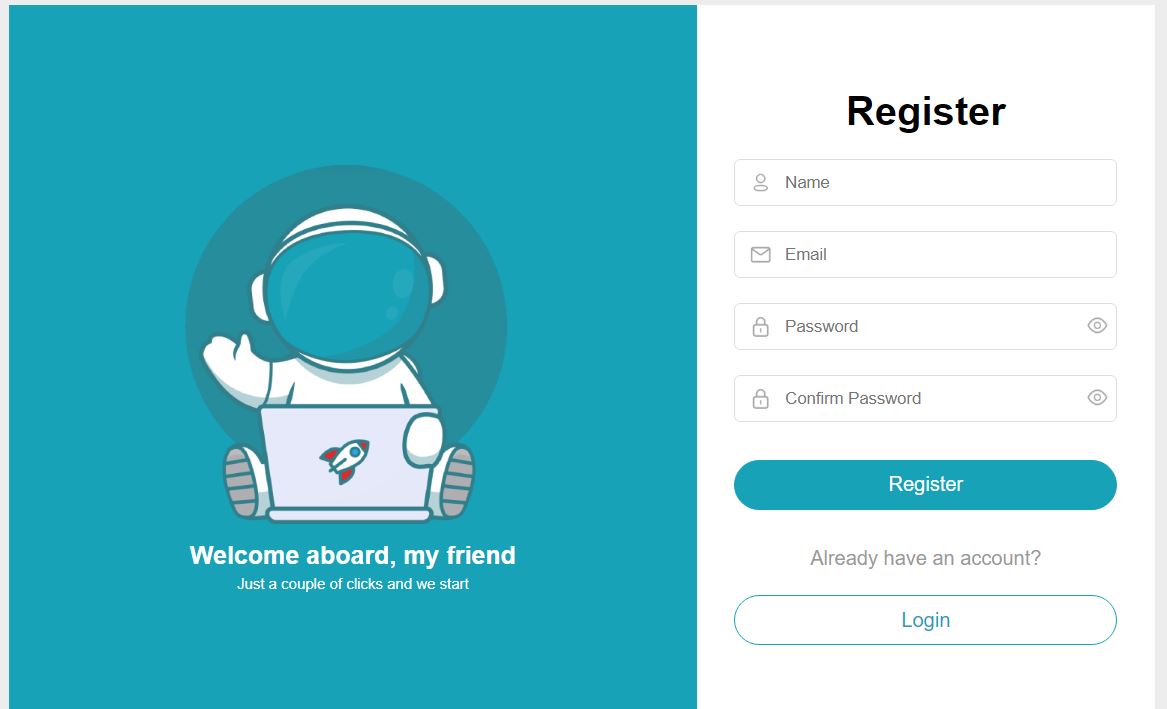 Welcome aboard, my friend
Just a couple of clicks and we start
Register
Name
Email
Password
Confirm Password
Register
Already have an account?
Login